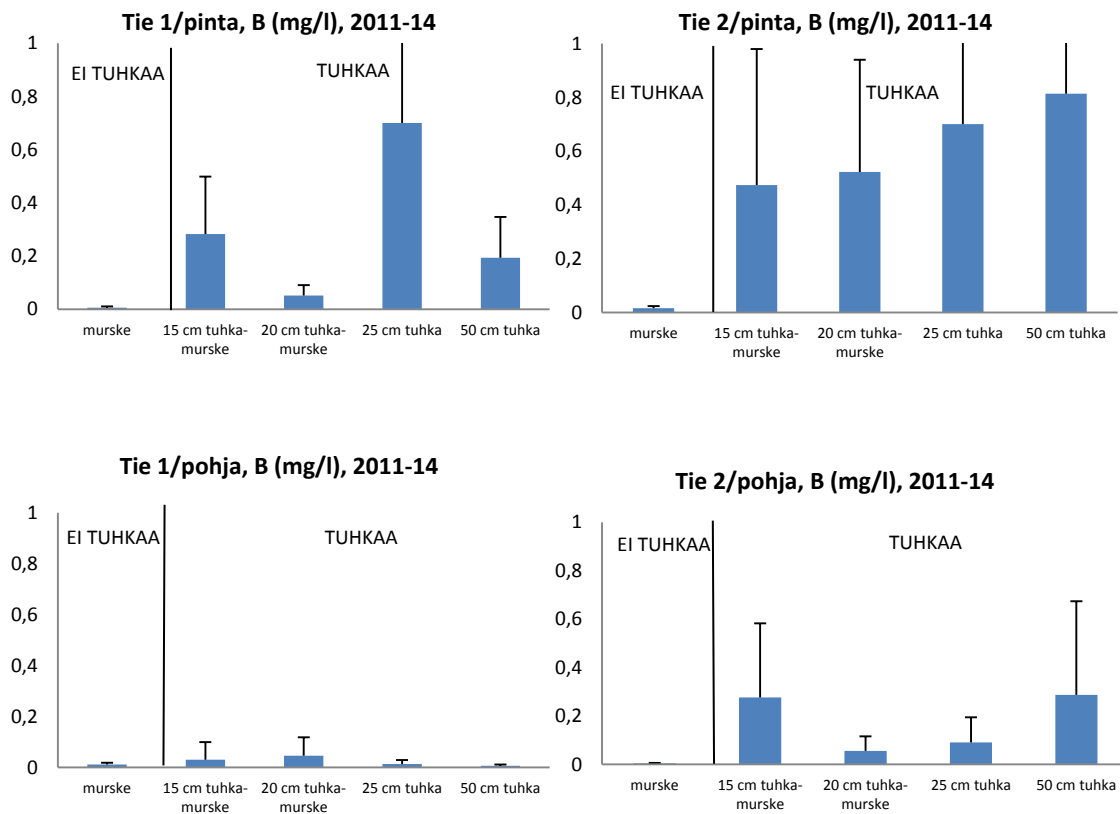 Tie 1/pinta, B (mg/l), 2011-14
1
0,8
0,6
0,4
0,2
0
EI TUHKAA
TUHKAA
murske
15 cm tuhka-
murske
20 cm tuhka-
murske
25 cm tuhka
50 cm tuhka
Tie 2/pinta, B (mg/l), 2011-14
1
0,8
0,6
0,4
0,2
0
EI TUHKAA
TUHKAA
murske
15 cm tuhka-
murske
20 cm tuhka-
murske
25 cm tuhka
50 cm tuhka
Tie 1/pohja, B (mg/l), 2011-14
1
0,8
0,6
0,4
0,2
0
EI TUHKAA
TUHKAA
murske
15 cm tuhka-
murske
20 cm tuhka-
murske
25 cm tuhka
50 cm tuhka
Tie 2/pohja, B (mg/l), 2011-14
1
0,8
0,6
0,4
0,2
0
EI TUHKAA
TUHKAA
murske
15 cm tuhka-
murske
20 cm tuhka-
murske
25 cm tuhka
50 cm tuhka